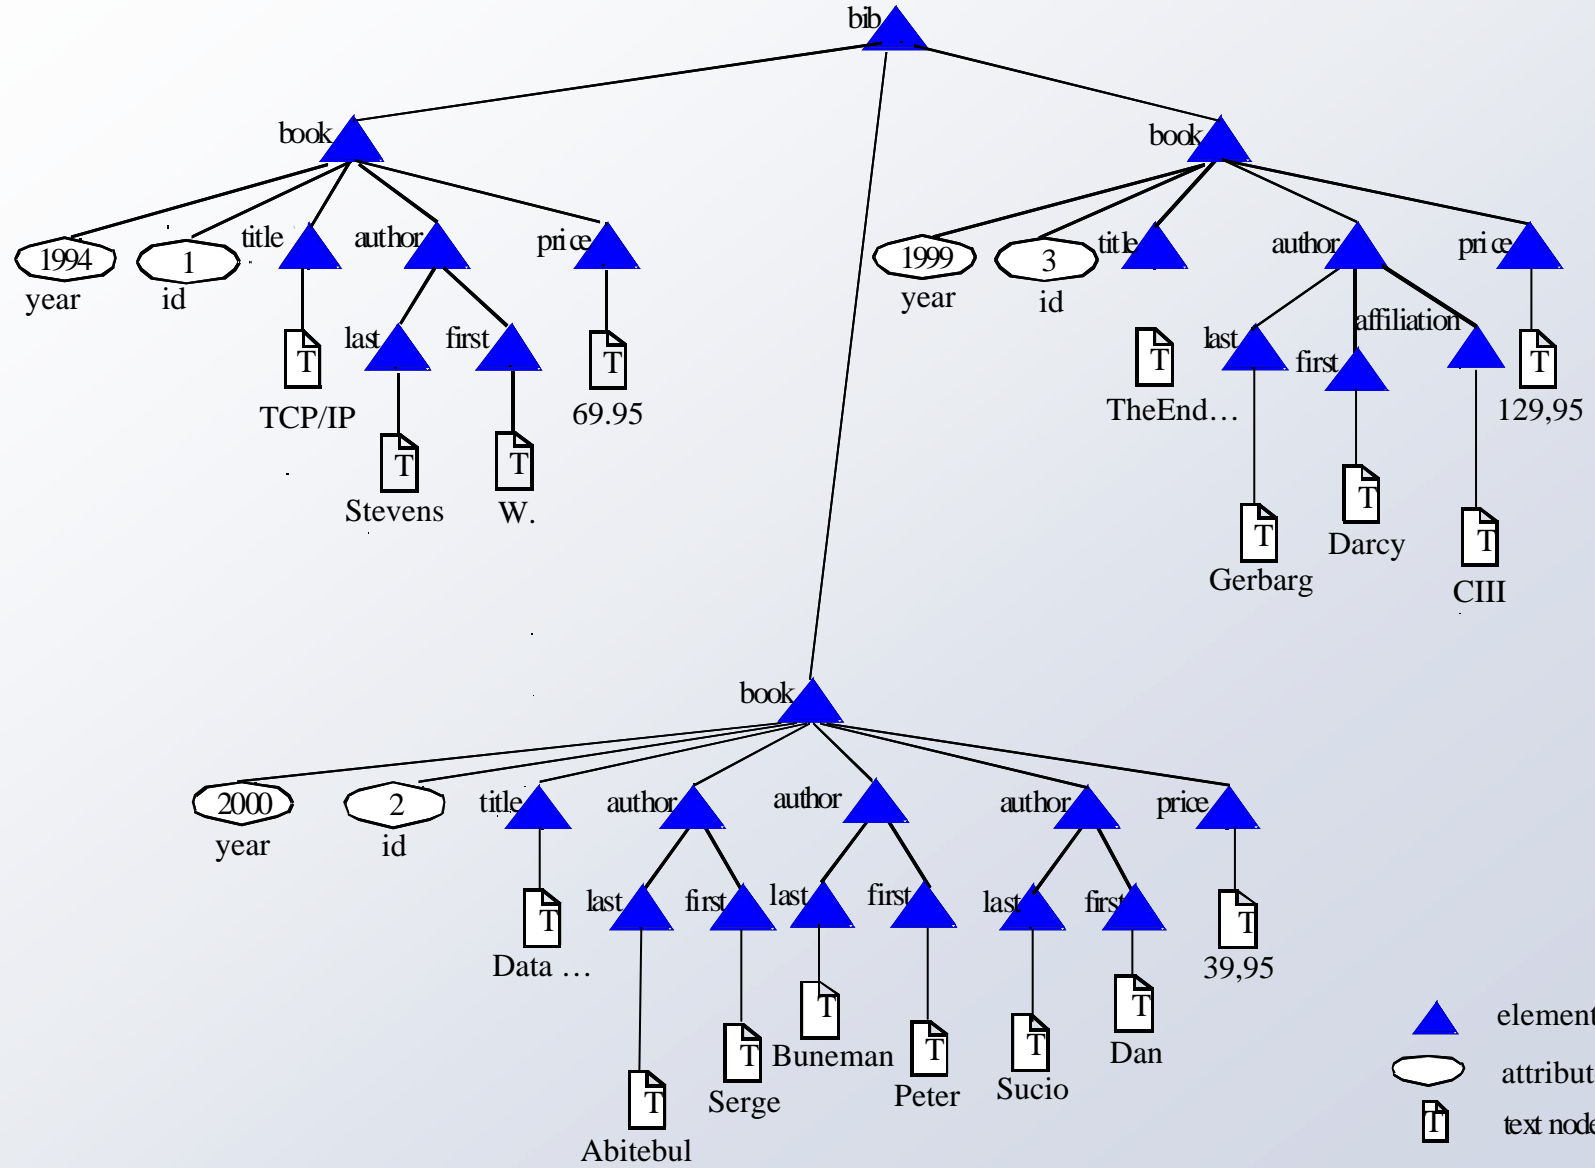 bib
book
book
1994
year
1
id
title
T
TCP/IP
author
last
T
Stevens
first
T
W.
price
T
69.95
1999
year
3
id
title
T
TheEnd…
author
last
T
Gerbarg
first
T
Darcy
affiliation
T
CIII
price
T
129,95
book
2000
year
2
id
title
T
Data …
author
last
T
Abitebul
first
T
Serge
author
last
T
Buneman
first
T
Peter
author
last
T
Sucio
first
T
Dan
price
T
39,95
element
attribut
T
text node